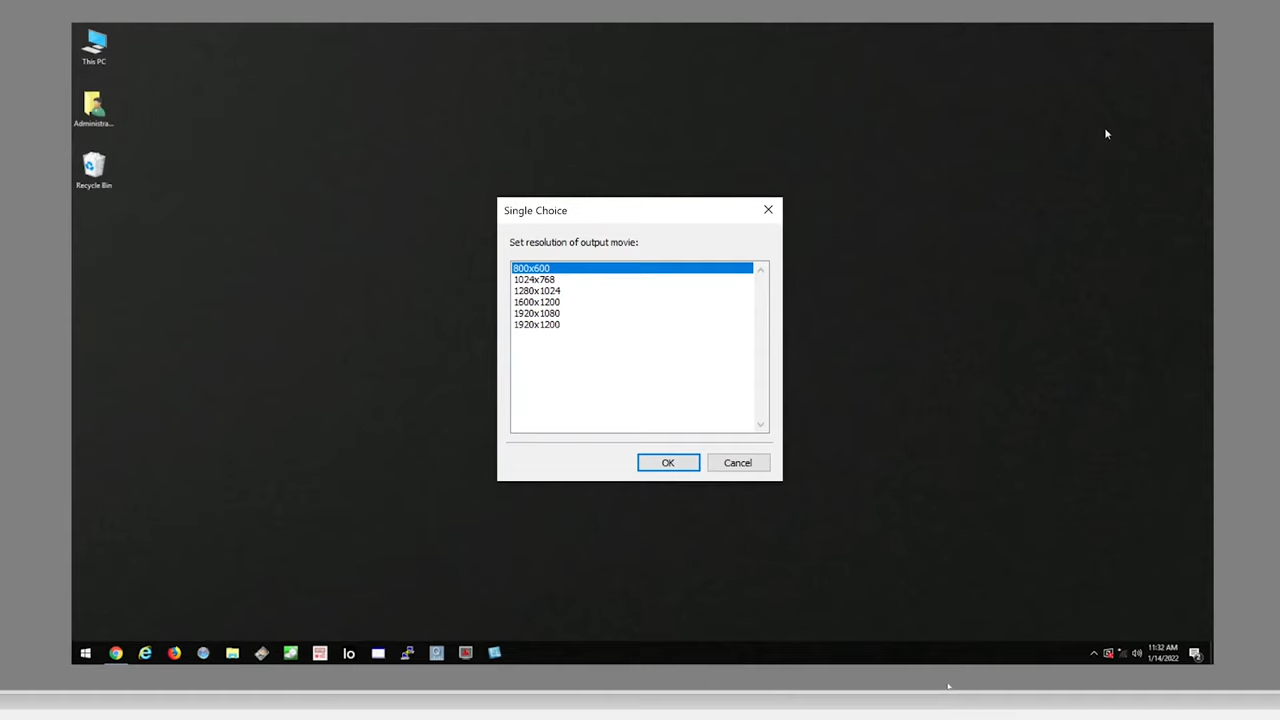 This PC
Administra...
Recycle Bin
Single Choice
Set resolution of output movie:
800x600
1024x768
1280x1024
1600x1200
1920x1080
1920x1200
OK
Cancel
Io
11:32 AM
1/14/2022